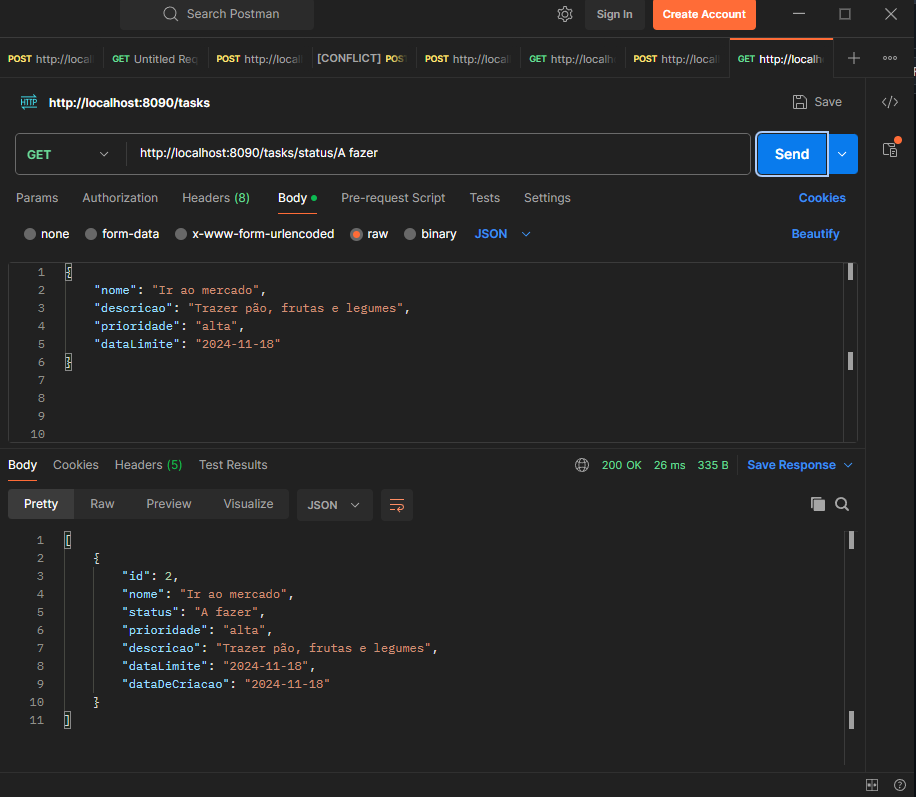 Search Postman
Sign In
Create Account
POST http://local
GET Untitled Req
POST http://local
[CONFLICT] POS
POST http://local
GET http://localh
POST http://local
GET http://localh
HTTP http://localhost:8090/tasks
Save
GET
http://localhost:8090/tasks/status/A fazer
Send
Params Authorization Headers (8) Body Pre-request Script Tests Settings
Cookies
none form-data x-www-form-urlencoded raw binary JSON
Beautify
1 {
2 "nome": "Ir ao mercado",
3 "descricao": "Trazer pão, frutas e legumes",
4 "prioridade": "alta",
5 "dataLimite": "2024-11-18"
6 }
7
8
9
10
Body Cookies Headers (5) Test Results
200 OK 26 ms 335 B Save Response
Pretty Raw Preview Visualize JSON
1 [
2 {
3 "id": 2,
4 "nome": "Ir ao mercado",
5 "status": "A fazer",
6 "prioridade": "alta",
7 "descricao": "Trazer pão, frutas e legumes",
8 "dataLimite": "2024-11-18",
9 "dataDeCriacao": "2024-11-18"
10 }
11 ]